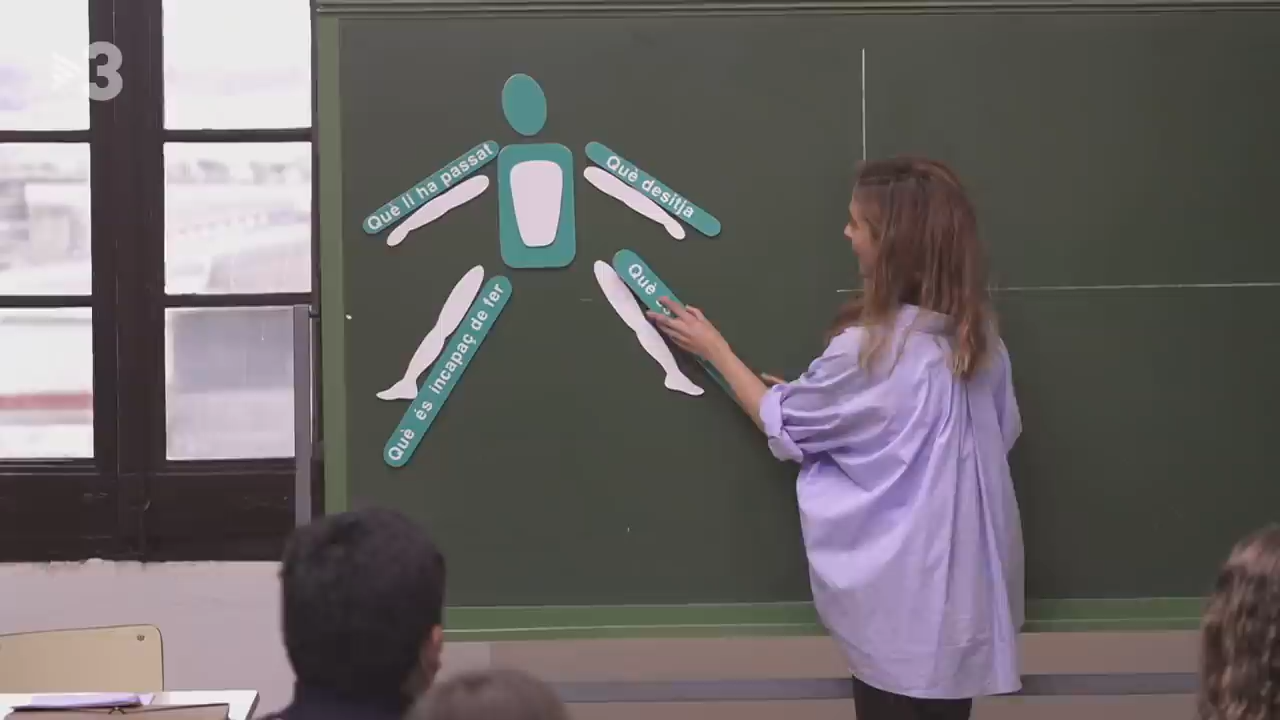 3
Què li ha passat
Què desitja
Què és incapaç de fer
Què